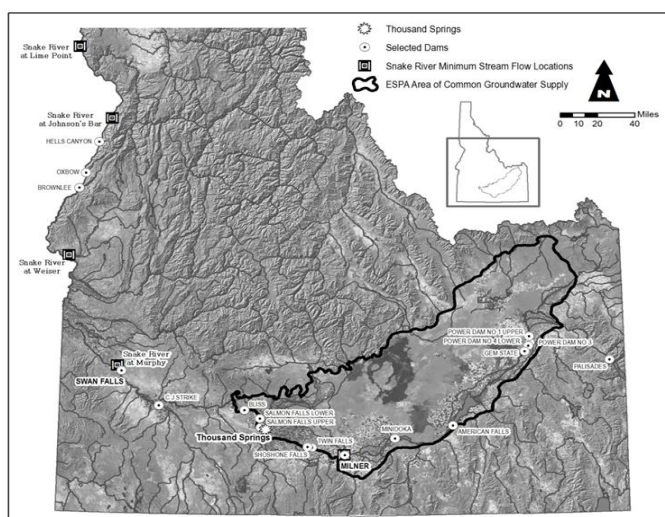 Thousand Springs
Selected Dams
Snake River Minimum Stream Flow Locations
ESPA Area of Common Groundwater Supply
N
Miles
0 10 20 40
Snake River
at Lime Point
Snake River
at Johnson's Bar
HELLS CANYON
OXBOW
BROWNLEE
Snake River
at Weiser
Snake River
at Murphy
SWAN FALLS
C J STRIKE
BLISS
SALMON FALLS LOWER
SALMON FALLS UPPER
Thousand Springs
SHOSHONE FALLS
TWIN FALLS
MILNER
MINIDOKA
AMERICAN FALLS
POWER DAM NO 1 UPPER
POWER DAM NO 4 LOWER
POWER DAM NO 3
GEM STATE
PALISADES